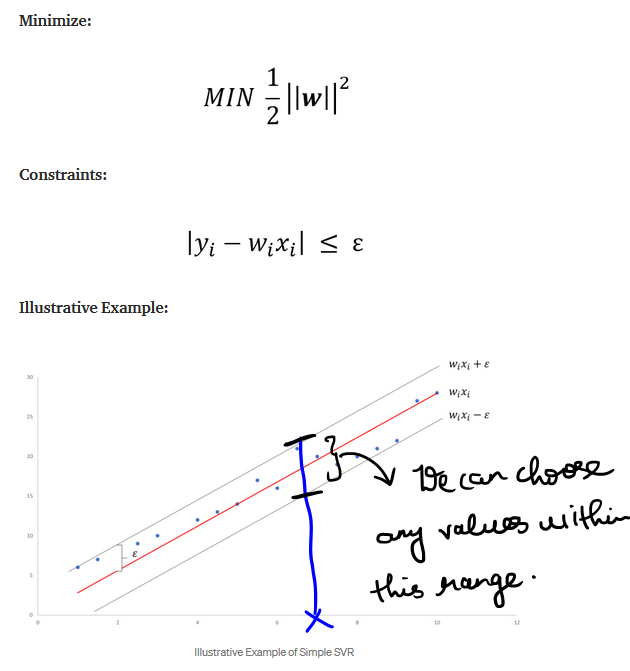 Minimize:
MIN 1/2 ||w||²
Constraints:
|yᵢ − wᵢxᵢ| ≤ ε
Illustrative Example:
wᵢxᵢ + ε
30
wᵢxᵢ
wᵢxᵢ − ε
25
20
We can choose
15
any values within
10
ε
this range.
5
0
0 2 4 6 8 10 12
Illustrative Example of Simple SVR